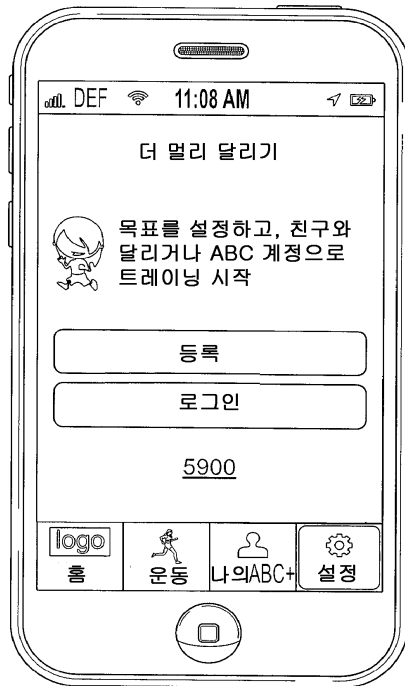 DEF 11:08 AM
더 멀리 달리기
목표를 설정하고, 친구와
달리거나 ABC 계정으로
트레이닝 시작
등록
로그인
5900
logo
홈 운동 나의ABC+ 설정